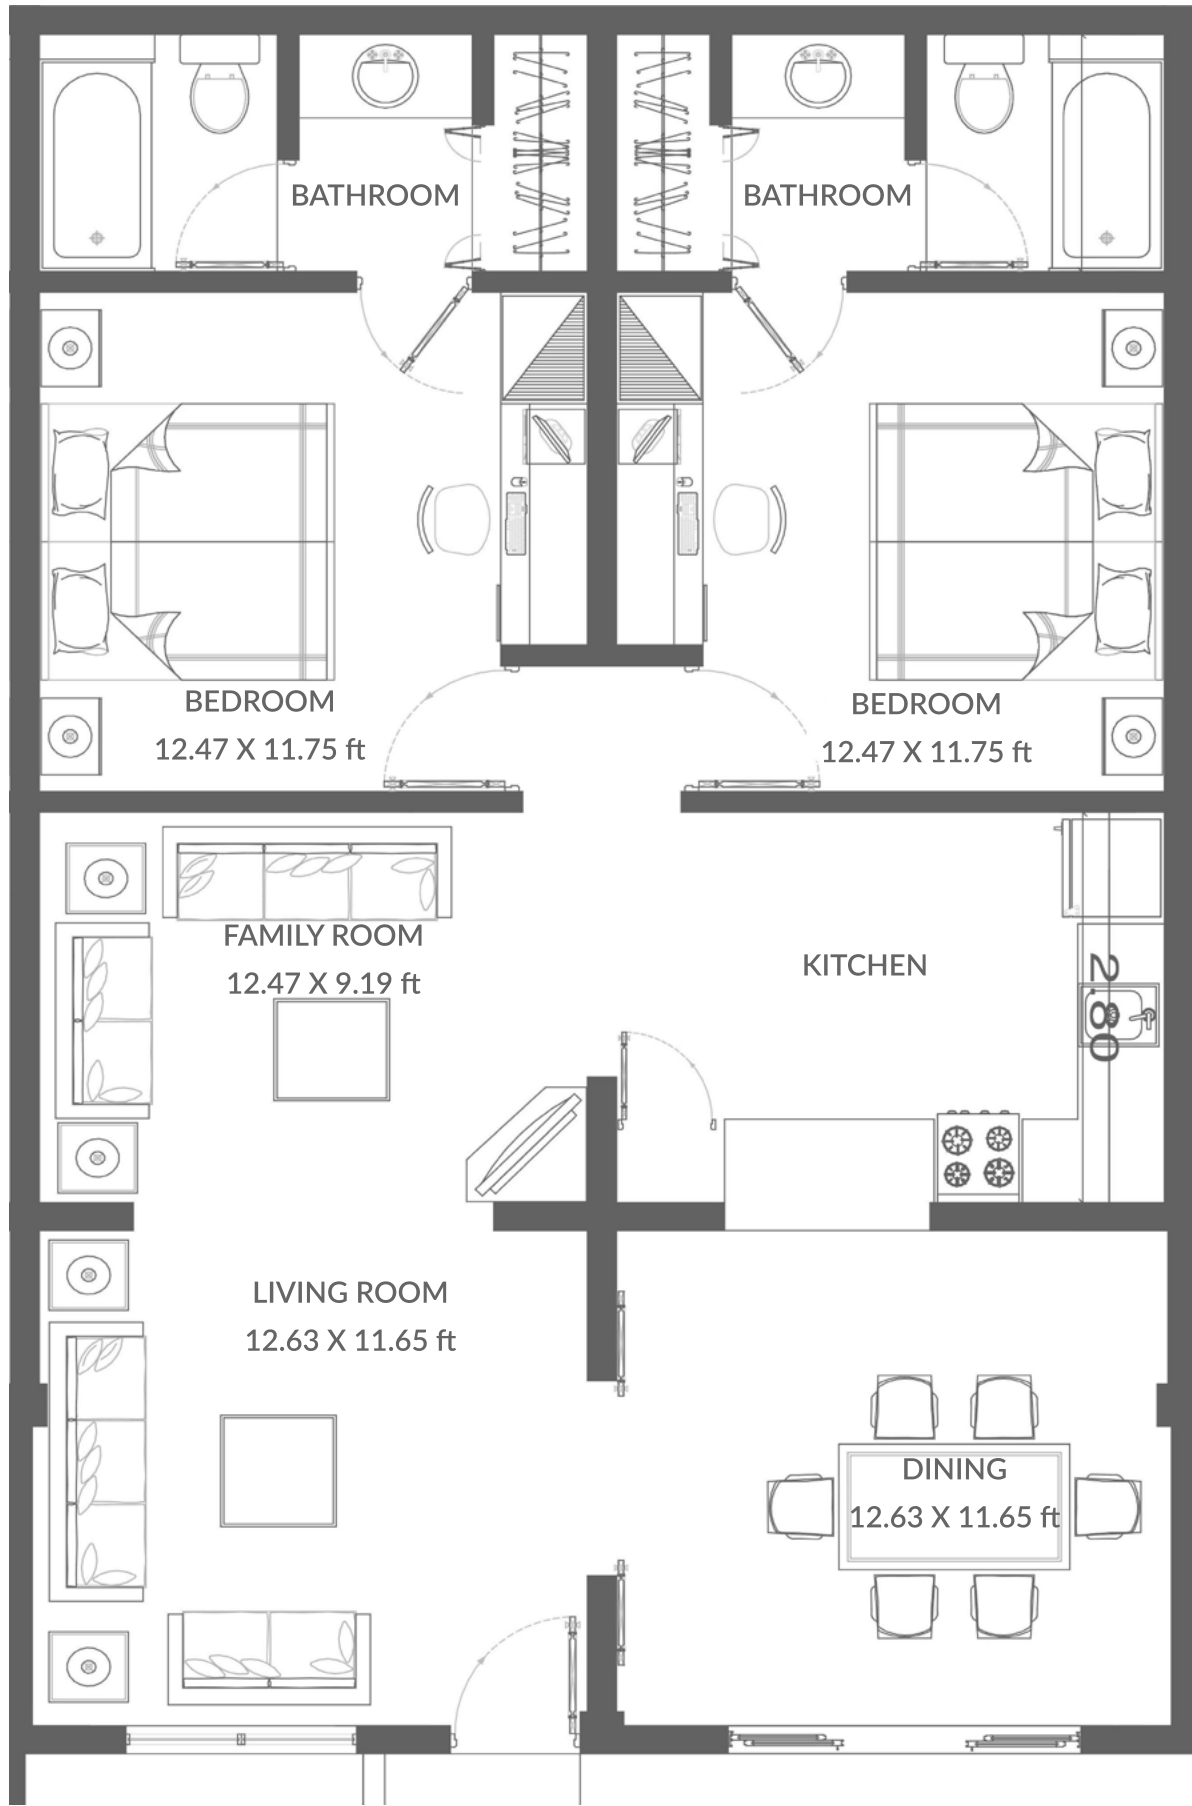 BATHROOM
BATHROOM
BEDROOM
12.47 X 11.75 ft
BEDROOM
12.47 X 11.75 ft
FAMILY ROOM
12.47 X 9.19 ft
KITCHEN
2.80
LIVING ROOM
12.63 X 11.65 ft
DINING
12.63 X 11.65 ft